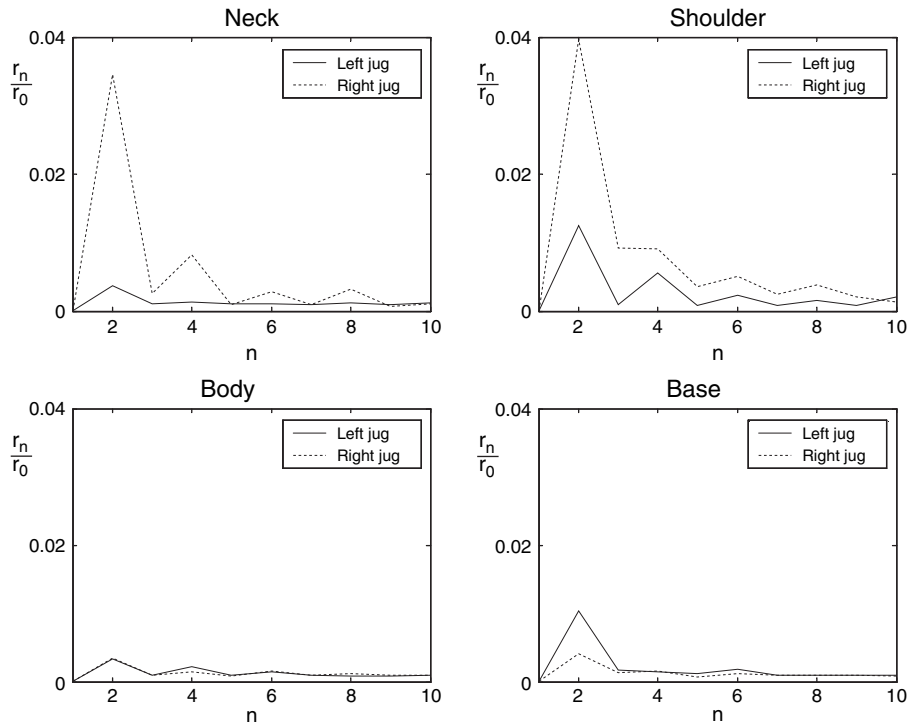 Neck
0.04
r_n
r_0
Left jug
Right jug
0.02
0
2 4 6 8 10
n
Shoulder
0.04
r_n
r_0
Left jug
Right jug
0.02
0
2 4 6 8 10
n
Body
0.04
r_n
r_0
Left jug
Right jug
0.02
0
2 4 6 8 10
n
Base
0.04
r_n
r_0
Left jug
Right jug
0.02
0
2 4 6 8 10
n